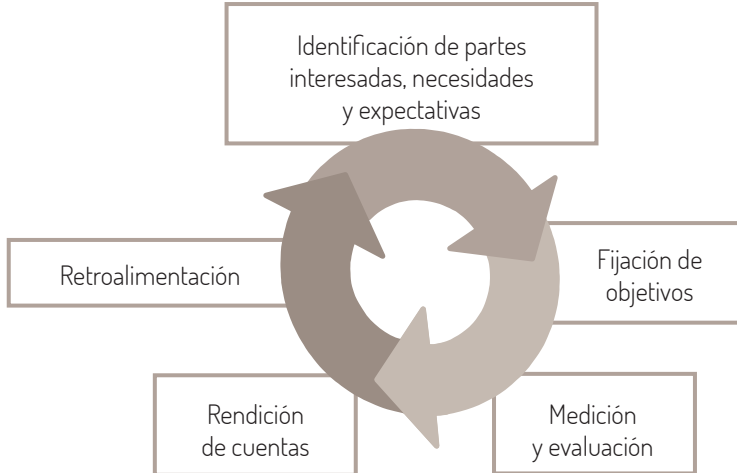 Identificación de partes
interesadas, necesidades
y expectativas
Fijación de
objetivos
Medición
y evaluación
Rendición
de cuentas
Retroalimentación